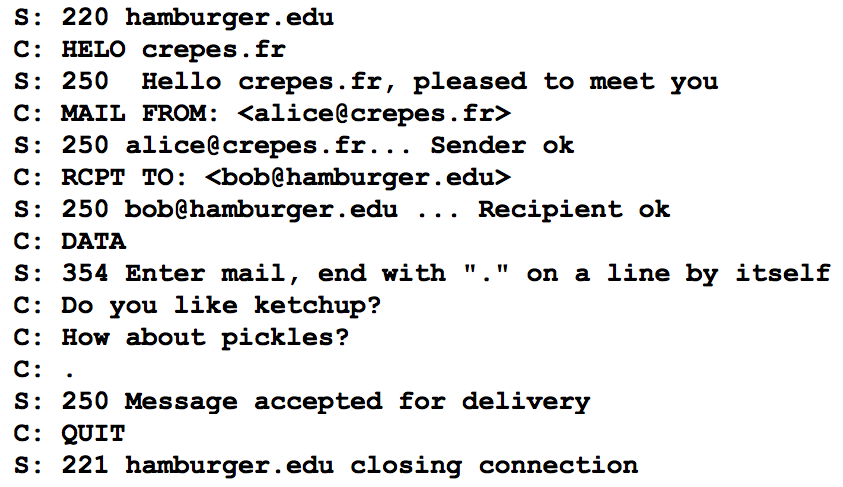 S: 220 hamburger.edu
C: HELO crepes.fr
S: 250  Hello crepes.fr, pleased to meet you
C: MAIL FROM: <alice@crepes.fr>
S: 250 alice@crepes.fr... Sender ok
C: RCPT TO: <bob@hamburger.edu>
S: 250 bob@hamburger.edu ... Recipient ok
C: DATA
S: 354 Enter mail, end with "." on a line by itself
C: Do you like ketchup?
C: How about pickles?
C: .
S: 250 Message accepted for delivery
C: QUIT
S: 221 hamburger.edu closing connection